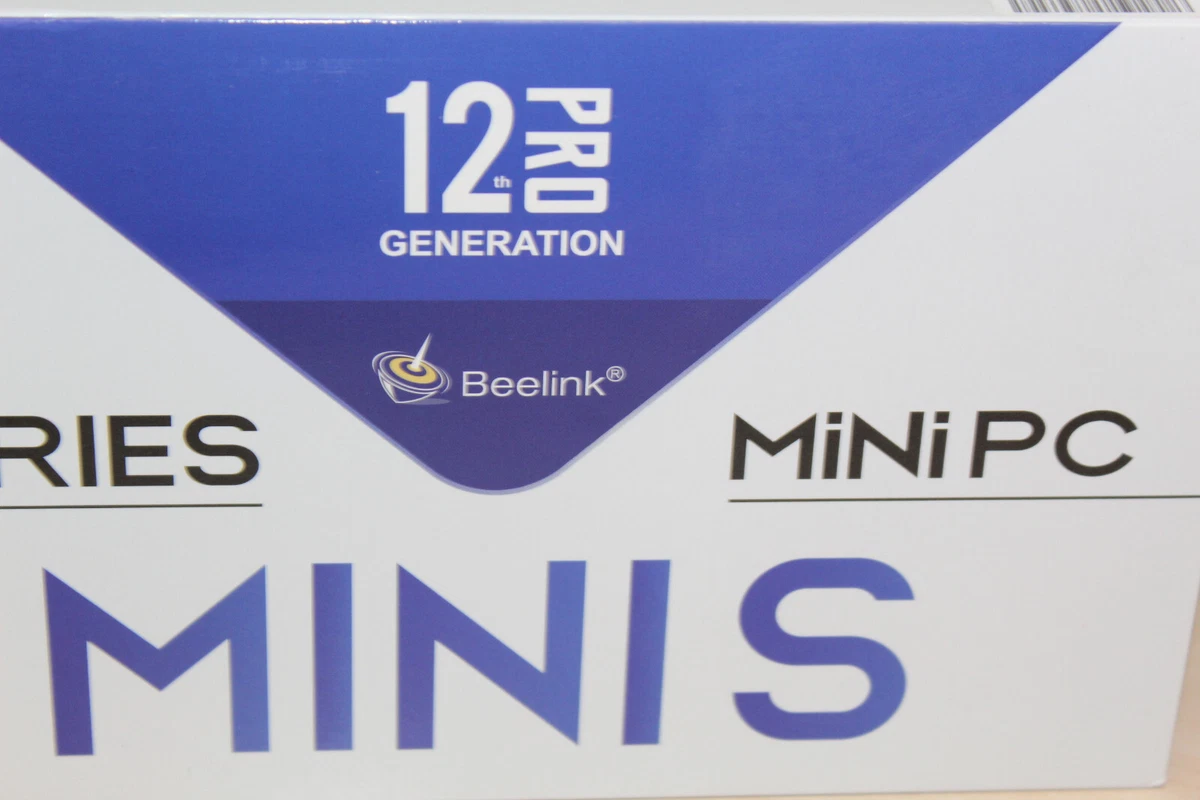 12th PRO
GENERATION
Beelink®
RIES
MiNi PC
MINI S